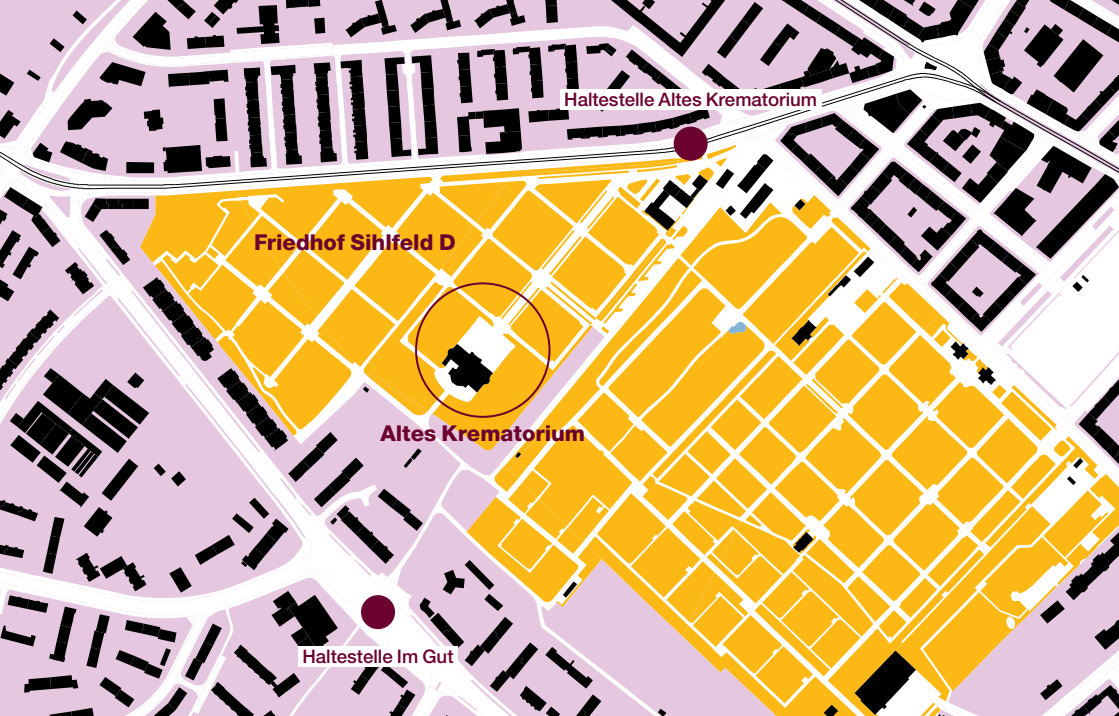 Haltestelle Altes Krematorium
Friedhof Sihlfeld D
Altes Krematorium
Haltestelle Im Gut